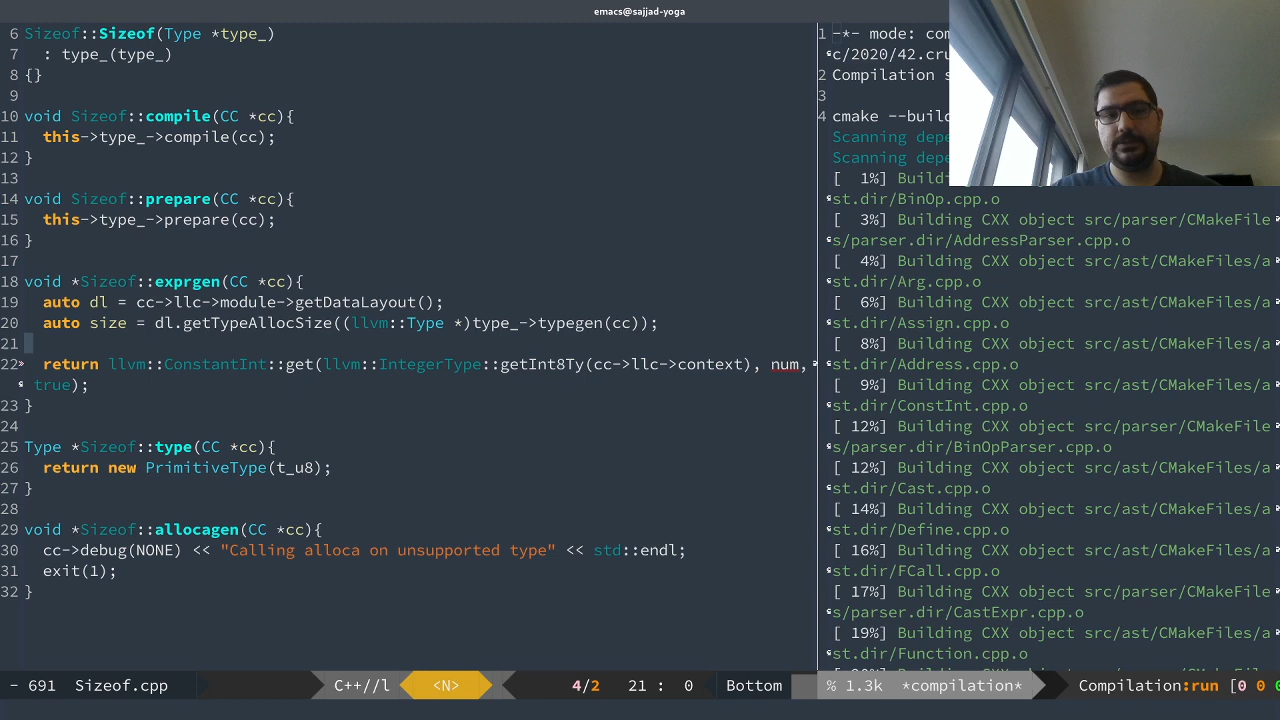 emacs@sajjad-yoga
6 Sizeof::Sizeof(Type *type_)
7 : type_(type_)
8 {}
9
10 void Sizeof::compile(CC *cc){
11 this->type_->compile(cc);
12 }
13
14 void Sizeof::prepare(CC *cc){
15 this->type_->prepare(cc);
16 }
17
18 void *Sizeof::exprgen(CC *cc){
19 auto dl = cc->llc->module->getDataLayout();
20 auto size = dl.getTypeAllocSize((llvm::Type *)type_->typegen(cc));
21
22 return llvm::ConstantInt::get(llvm::IntegerType::getInt8Ty(cc->llc->context), num,
true);
23 }
24
25 Type *Sizeof::type(CC *cc){
26 return new PrimitiveType(t_u8);
27 }
28
29 void *Sizeof::allocagen(CC *cc){
30 cc->debug(NONE) << "Calling alloca on unsupported type" << std::endl;
31 exit(1);
32 }
- 691 Sizeof.cpp C++//l <N> 4/2 21 : 0 Bottom
1 -*- mode: com
c/2020/42.cru
2 Compilation s
3
4 cmake --build
Scanning depe
Scanning depe
[ 1%] Buildi
st.dir/BinOp.cpp.o
[ 3%] Building CXX object src/parser/CMakeFile
s/parser.dir/AddressParser.cpp.o
[ 4%] Building CXX object src/ast/CMakeFiles/a
st.dir/Arg.cpp.o
[ 6%] Building CXX object src/ast/CMakeFiles/a
st.dir/Assign.cpp.o
[ 8%] Building CXX object src/ast/CMakeFiles/a
st.dir/Address.cpp.o
[ 9%] Building CXX object src/ast/CMakeFiles/a
st.dir/ConstInt.cpp.o
[ 12%] Building CXX object src/parser/CMakeFile
s/parser.dir/BinOpParser.cpp.o
[ 12%] Building CXX object src/ast/CMakeFiles/a
st.dir/Cast.cpp.o
[ 14%] Building CXX object src/ast/CMakeFiles/a
st.dir/Define.cpp.o
[ 16%] Building CXX object src/ast/CMakeFiles/a
st.dir/FCall.cpp.o
[ 17%] Building CXX object src/parser/CMakeFile
s/parser.dir/CastExpr.cpp.o
[ 19%] Building CXX object src/ast/CMakeFiles/a
st.dir/Function.cpp.o
% 1.3k *compilation* Compilation:run [0 0